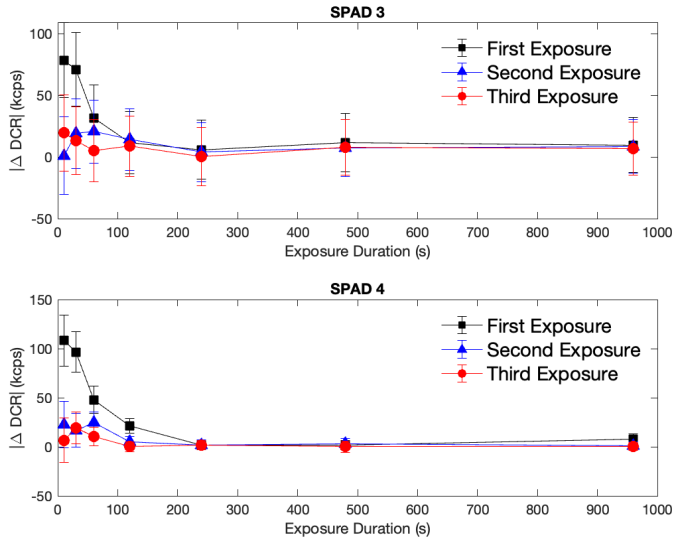 SPAD 3
100
50
0
-50
|△ DCR| (kcps)
First Exposure
Second Exposure
Third Exposure
0 100 200 300 400 500 600 700 800 900 1000
Exposure Duration (s)
SPAD 4
150
100
50
0
-50
|△ DCR| (kcps)
First Exposure
Second Exposure
Third Exposure
0 100 200 300 400 500 600 700 800 900 1000
Exposure Duration (s)